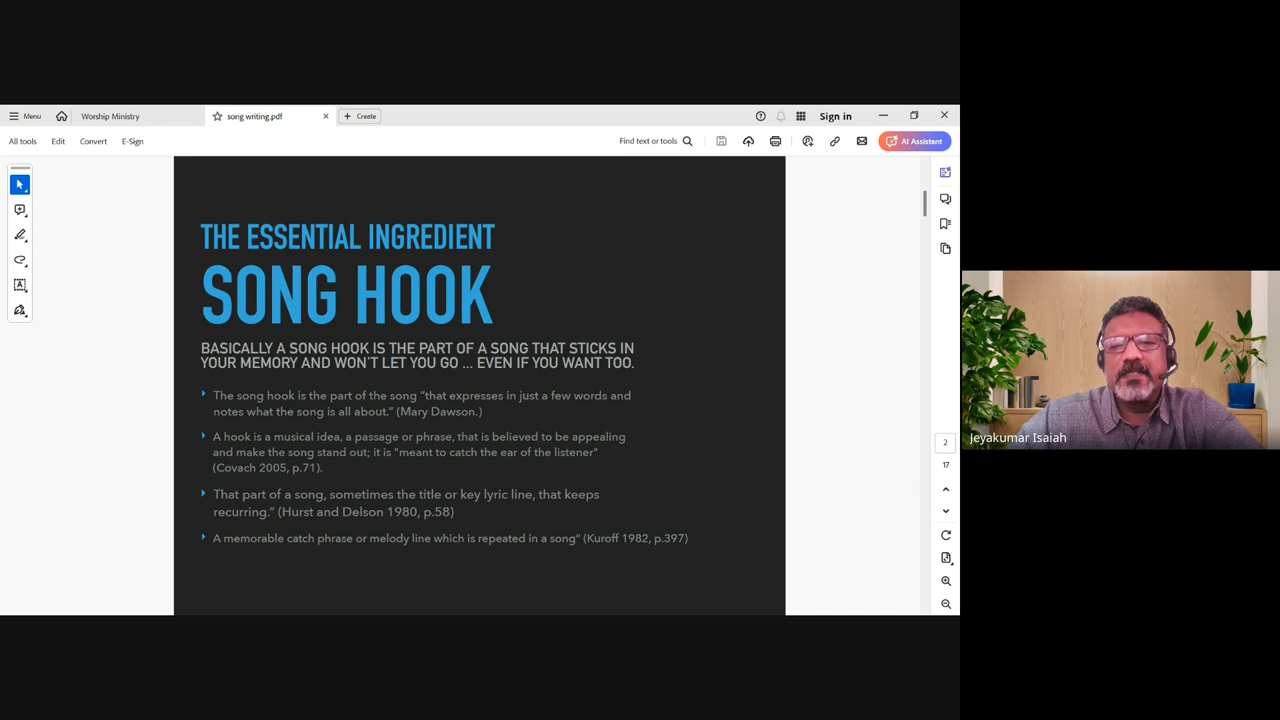 Menu
Worship Ministry
song writing.pdf
Create
Sign in
All tools
Edit
Convert
E-Sign
Find text or tools
AI Assistant
THE ESSENTIAL INGREDIENT
SONG HOOK
BASICALLY A SONG HOOK IS THE PART OF A SONG THAT STICKS IN
YOUR MEMORY AND WON'T LET YOU GO ... EVEN IF YOU WANT TOO.
The song hook is the part of the song “that expresses in just a few words and
notes what the song is all about.” (Mary Dawson.)
A hook is a musical idea, a passage or phrase, that is believed to be appealing
and make the song stand out; it is "meant to catch the ear of the listener"
(Covach 2005, p.71).
That part of a song, sometimes the title or key lyric line, that keeps
recurring.” (Hurst and Delson 1980, p.58)
A memorable catch phrase or melody line which is repeated in a song” (Kuroff 1982, p.397)
2
17
Jeyakumar Isaiah